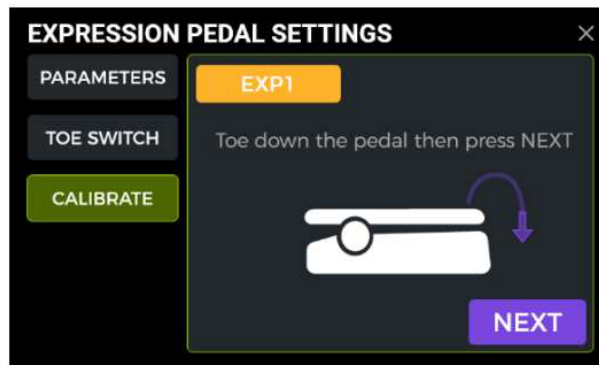 EXPRESSION PEDAL SETTINGS
PARAMETERS
EXP1
TOE SWITCH
Toe down the pedal then press NEXT
CALIBRATE
NEXT